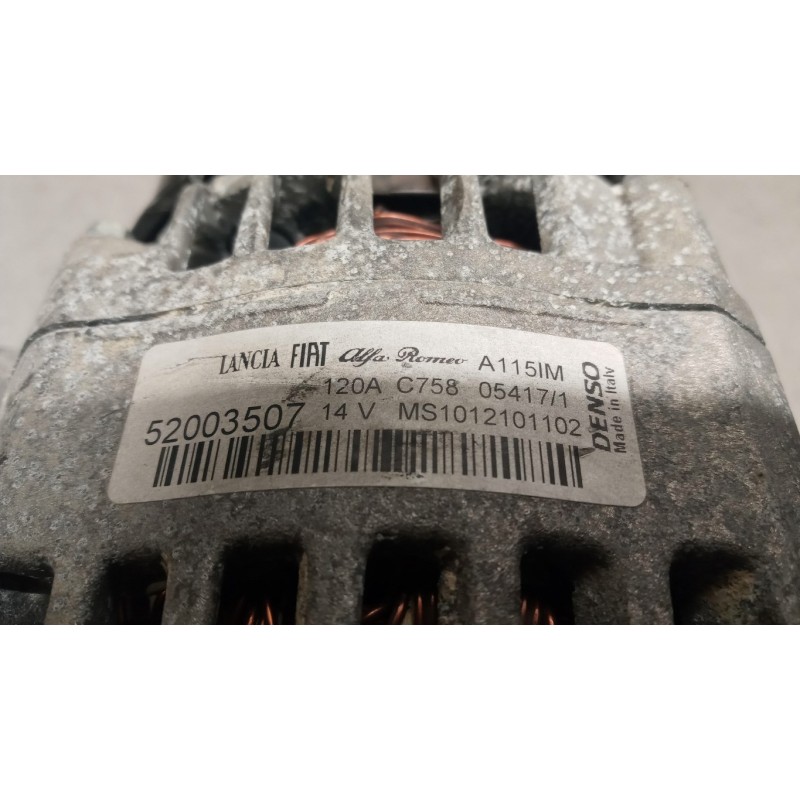 LANCIA FIAT Alfa Romeo A115IM
120A C758 05417/1
52003507 14 V MS1012101102
DENSO
Made in Italy